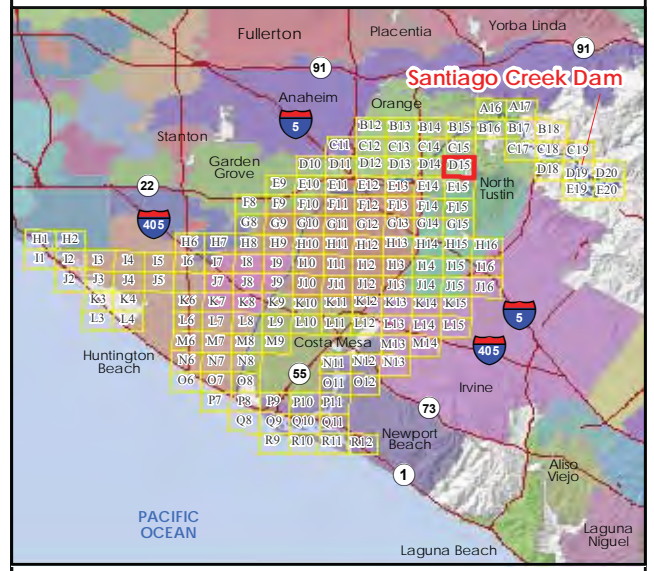 Fullerton
Placentia
Yorba Linda
91
91
Santiago Creek Dam
Anaheim
Orange
5
A16 A17
B12 B13 B14 B15 B16 B17 B18
Stanton
C11 C12 C13 C14 C15 C17 C18 C19
Garden
Grove
D10 D11 D12 D13 D14 D15 D18 D19 D20
North
Tustin
E9 E10 E11 E12 E13 E14 E15 E19 E20
22
F8 F9 F10 F11 F12 F13 F14 F15
405
G8 G9 G10 G11 G12 G13 G14 G15
H1 H2 H6 H7 H8 H9 H10 H11 H12 H13 H14 H15 H16
I1 I2 I3 I4 I5 I6 I7 I8 I9 I10 I11 I12 I13 I14 I15 I16
J2 J3 J4 J5 J7 J8 J9 J10 J11 J12 J13 J14 J15 J16
K3 K4 K6 K7 K8 K9 K10 K11 K12 K13 K14 K15
5
L3 L4 L6 L7 L8 L9 L10 L11 L12 L13 L14 L15
M6 M7 M8 M9 Costa Mesa M13 M14
405
Huntington
Beach
N6 N7 N8 N11 N12 N13
55
O6 O7 O8 O11 O12
Irvine
P7 P8 P9 P10 P11
73
Q8 Q9 Q10 Q11
Newport
Beach
R9 R10 R11 R12
1
Aliso
Viejo
PACIFIC
OCEAN
Laguna
Niguel
Laguna Beach